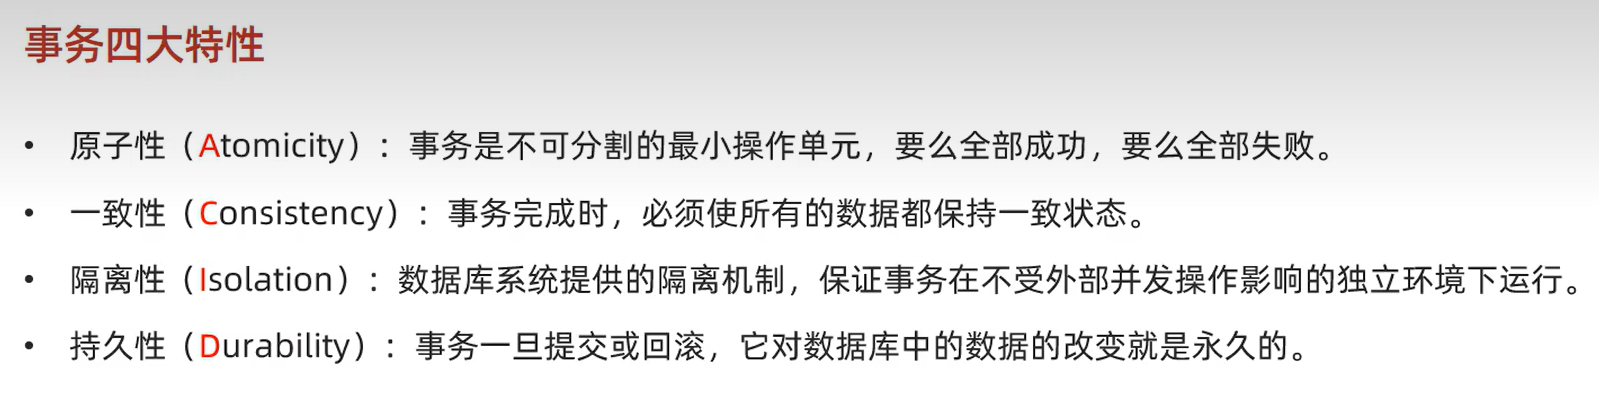 事务四大特性
• 原子性（Atomicity）：事务是不可分割的最小操作单元，要么全部成功，要么全部失败。
• 一致性（Consistency）：事务完成时，必须使所有的数据都保持一致状态。
• 隔离性（Isolation）：数据库系统提供的隔离机制，保证事务在不受外部并发操作影响的独立环境下运行。
• 持久性（Durability）：事务一旦提交或回滚，它对数据库中的数据的改变就是永久的。